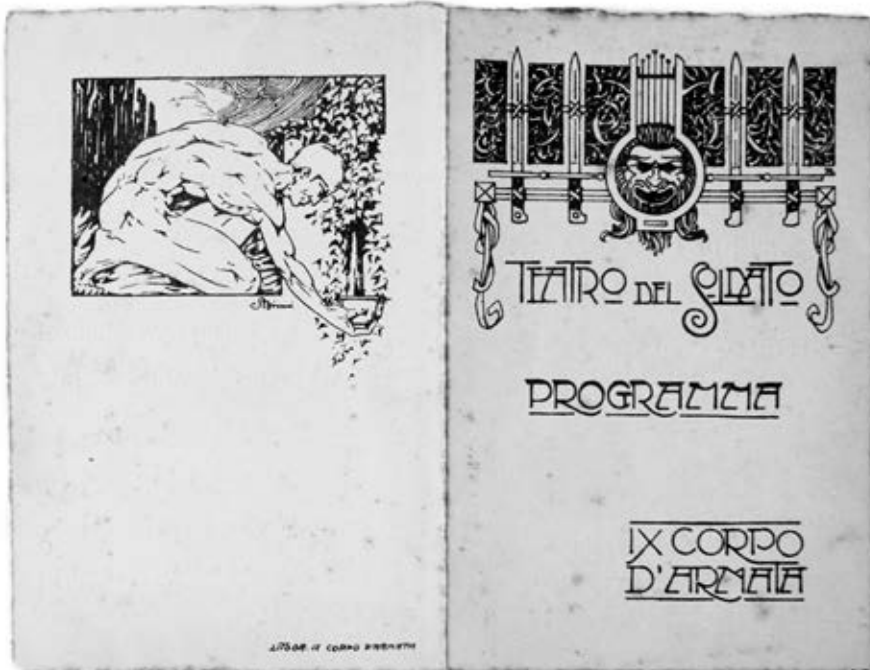 LITOGR. IX CORPO D'ARMATA
TEATRO DEL SOLDATO
PROGRAMMA
IX CORPO
D'ARMATA